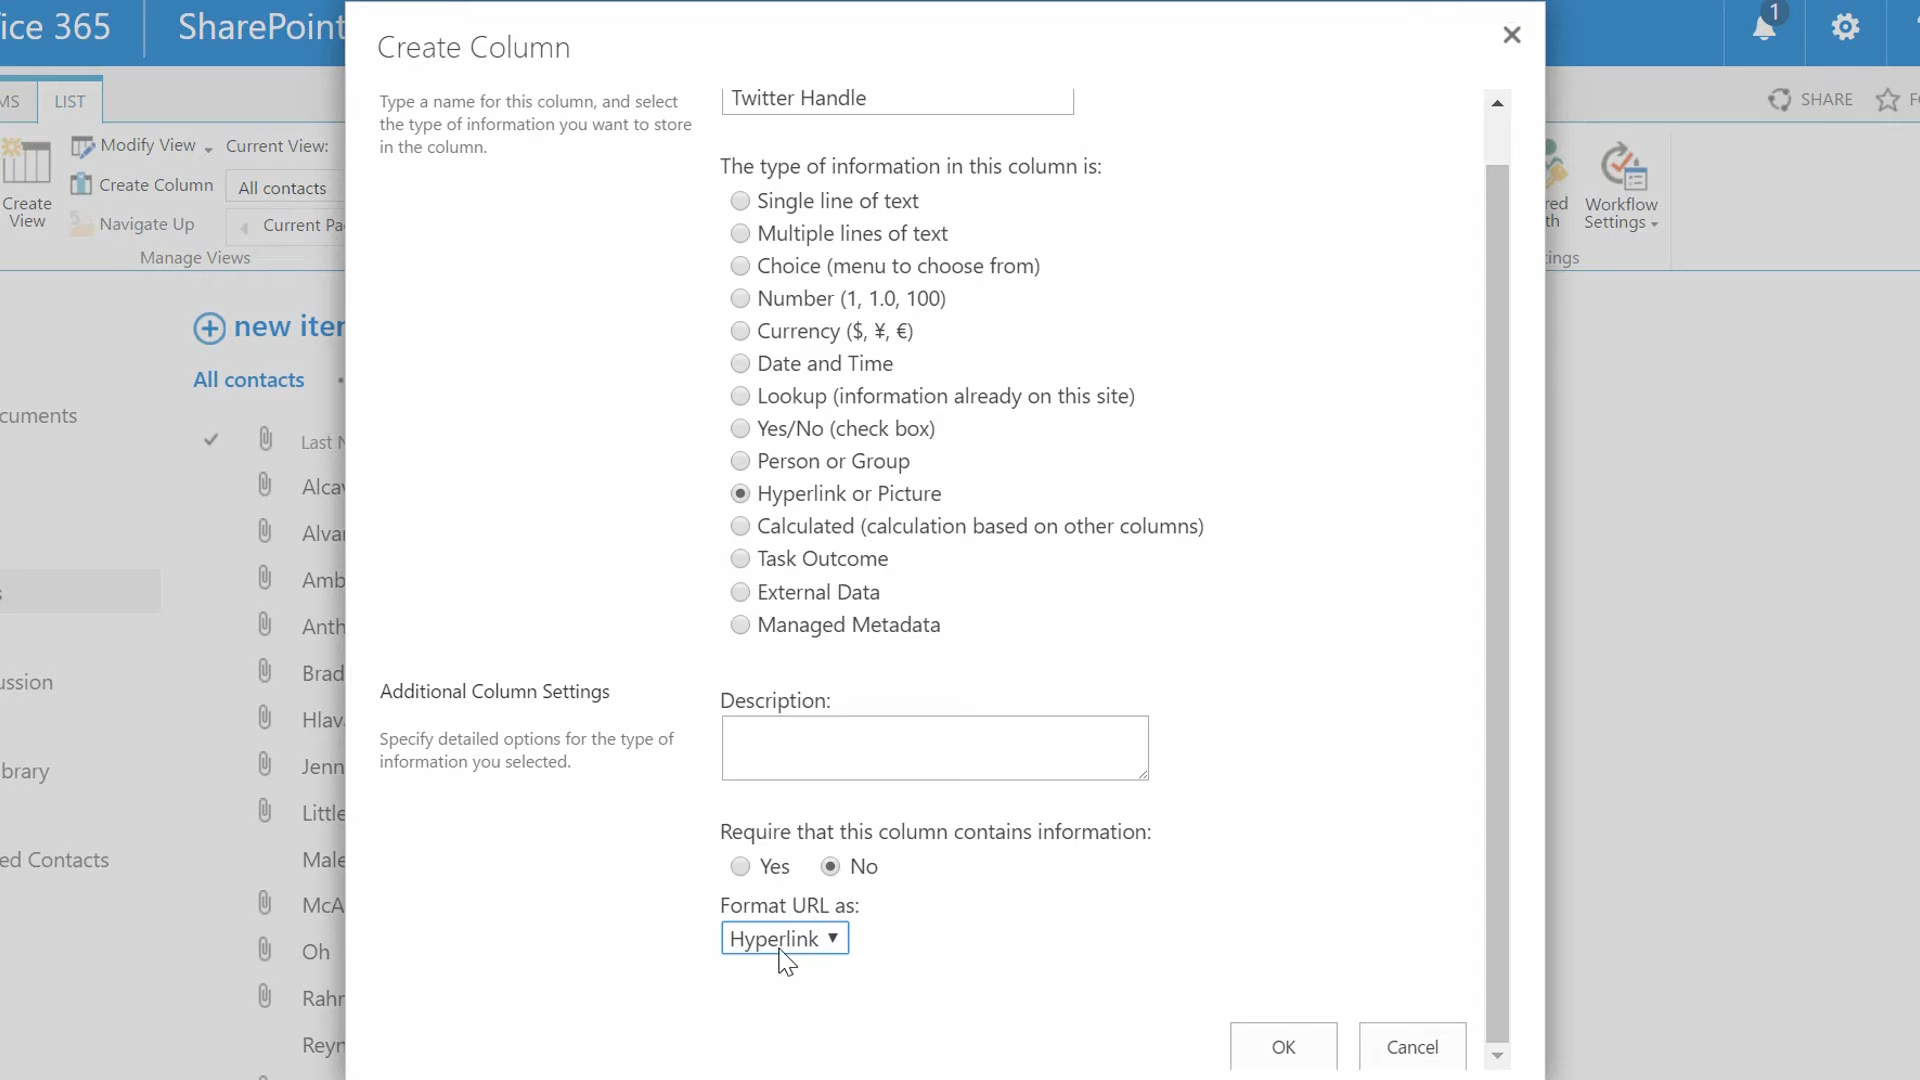 ice 365
SharePoint
1
Create Column
MS
LIST
SHARE
Modify View
Current View:
Create Column
All contacts
Create
View
Navigate Up
Current Pa
Manage Views
red
th
Workflow
Settings
ings
new iter
All contacts
cuments
Last N
Alcav
Alvar
Amb
Anth
Brad
ussion
Hlav
Jenn
brary
Little
Male
ed Contacts
McA
Oh
Rahr
Reyn
Type a name for this column, and select
the type of information you want to store
in the column.
Twitter Handle
The type of information in this column is:
Single line of text
Multiple lines of text
Choice (menu to choose from)
Number (1, 1.0, 100)
Currency ($, ¥, €)
Date and Time
Lookup (information already on this site)
Yes/No (check box)
Person or Group
Hyperlink or Picture
Calculated (calculation based on other columns)
Task Outcome
External Data
Managed Metadata
Additional Column Settings
Specify detailed options for the type of
information you selected.
Description:
Require that this column contains information:
Yes
No
Format URL as:
Hyperlink
OK
Cancel